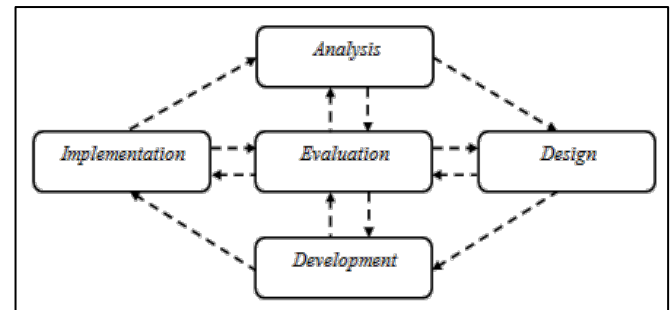 Analysis
Implementation
Evaluation
Design
Development